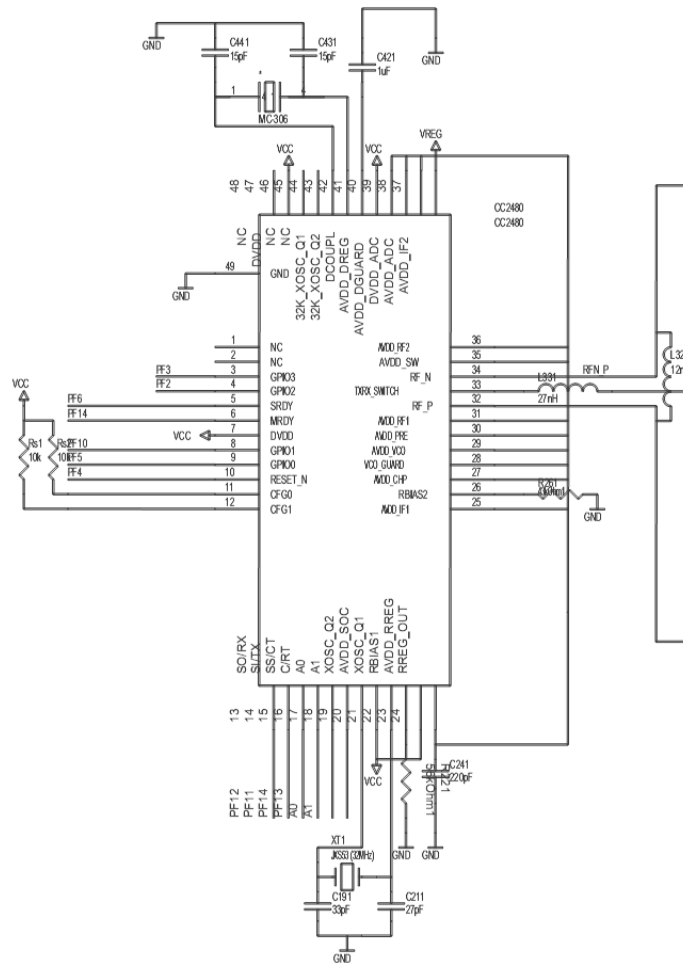 GND
C441
15pF
C431
15pF
C421
1uF
GND
1
4
MC-306
VCC
VCC
VREG
48
47
46
45
44
43
42
41
40
39
38
37
CC2480
CC2480
NC
DVDD
NC
NC
32K_XOSC_Q1
32K_XOSC_Q2
DCOUPL
AVDD_DREG
AVDD_DGUARD
DVDD_ADC
AVDD_ADC
AVDD_IF2
49
GND
GND
1
NC
2
NC
PF3
3
GPIO3
PF2
4
GPIO2
PF6
5
SRDY
PF14
6
MRDY
VCC
7
DVDD
PF10
8
GPIO1
PF5
9
GPIO0
PF4
10
RESET_N
11
CFG0
12
CFG1
VCC
Rs1
10k
AVDD_RF2
36
AVDD_SW
35
RF_N
34
RFN_P
TXRX_SWITCH
33
L331
27nH
RF_P
32
AVDD_RF1
31
AVDD_PRE
30
AVDD_VCO
29
VCO_GUARD
28
AVDD_CHP
27
RBIAS2
26
R261
AVDD_IF1
25
GND
L32
12n
SO/RX
SI/TX
SS/CT
C/RT
A0
A1
XOSC_Q2
AVDD_SOC
XOSC_Q1
RBIAS1
AVDD_RREG
RREG_OUT
13
14
15
16
17
18
19
20
21
22
23
24
PF12
PF11
PF14
PF13
A0
A1
VCC
C241
220pF
GND
GND
XT1
C191
33pF
C211
27pF
GND